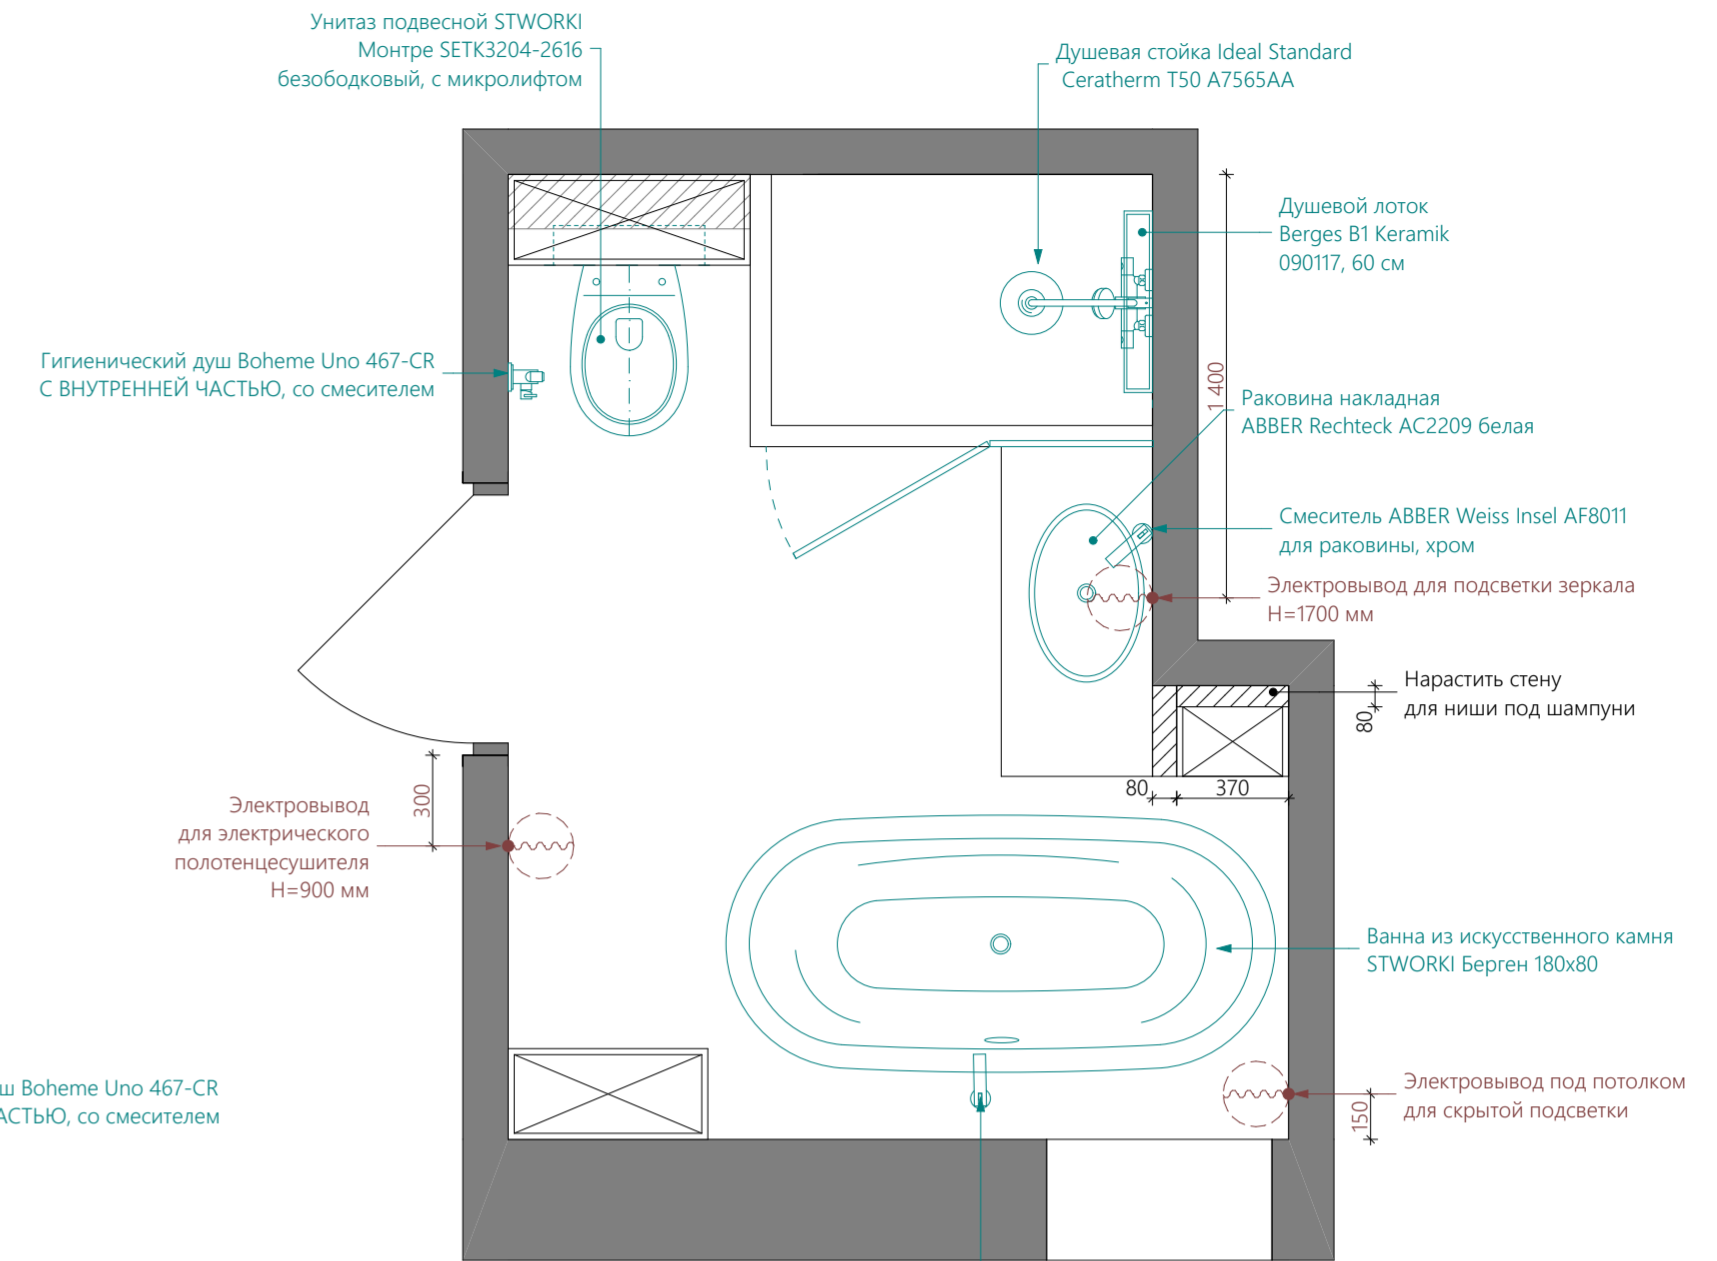 Унитаз подвесной STWORKI
Монтре SETK3204-2616
безободковый, с микролифтом
Душевая стойка Ideal Standard
Ceratherm T50 A7565AA
Душевой лоток
Berges B1 Keramik
090117, 60 см
Гигиенический душ Boheme Uno 467-CR
С ВНУТРЕННЕЙ ЧАСТЬЮ, со смесителем
1 400
Раковина накладная
ABBER Rechteck AC2209 белая
Смеситель ABBER Weiss Insel AF8011
для раковины, хром
Электровывод для подсветки зеркала
H=1700 мм
Нарастить стену
для ниши под шампуни
80
80
370
300
Электровывод
для электрического
полотенцесушителя
H=900 мм
Ванна из искусственного камня
STWORKI Берген 180x80
Электровывод под потолком
для скрытой подсветки
150
ш Boheme Uno 467-CR
АСТЬЮ, со смесителем